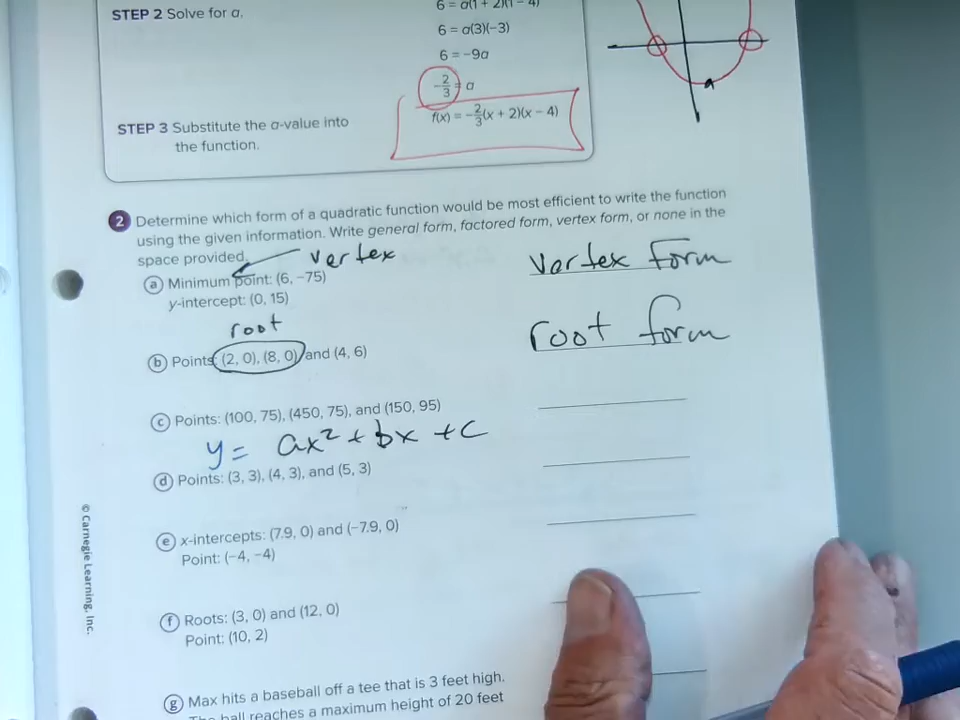 6 = a(1 + 2)(1 − 4)
STEP 2 Solve for a.
6 = a(3)(−3)
6 = −9a
−2/3 = a
STEP 3 Substitute the a-value into
the function.
f(x) = −2/3(x + 2)(x − 4)
2 Determine which form of a quadratic function would be most efficient to write the function
using the given information. Write general form, factored form, vertex form, or none in the
space provided.
vertex
a Minimum point: (6, −75)
vertex form
y-intercept: (0, 15)
root
b Points: (2, 0), (8, 0) and (4, 6)
root form
c Points: (100, 75), (450, 75), and (150, 95)
y = ax² + bx + c
d Points: (3, 3), (4, 3), and (5, 3)
e x-intercepts: (7.9, 0) and (−7.9, 0)
Point: (−4, −4)
f Roots: (3, 0) and (12, 0)
Point: (10, 2)
g Max hits a baseball off a tee that is 3 feet high.
The ball reaches a maximum height of 20 feet
© Carnegie Learning, Inc.